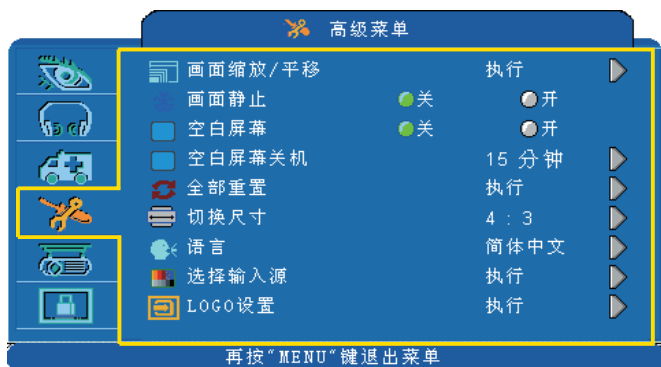 高级菜单
画面缩放/平移 执行
画面静止 关 开
空白屏幕 关 开
空白屏幕关机 15 分钟
全部重置 执行
切换尺寸 4 : 3
语言 简体中文
选择输入源 执行
LOGO设置 执行
再按“MENU“键退出菜单